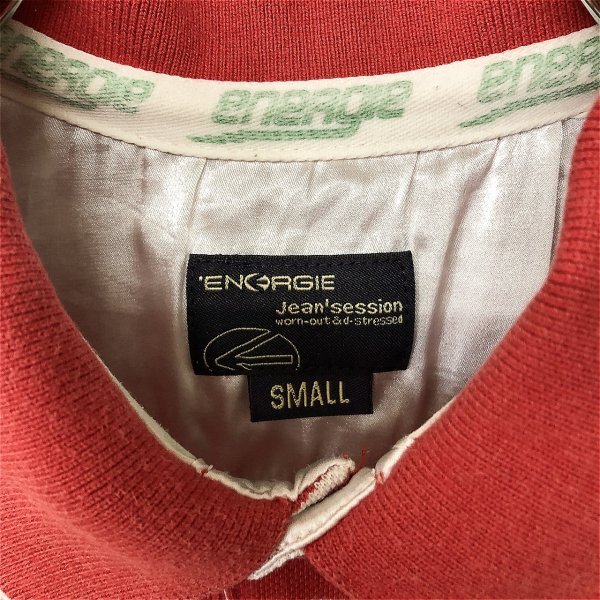 energie energie energie
'ENERGIE
Jean'session
worn-out&d-stressed
SMALL